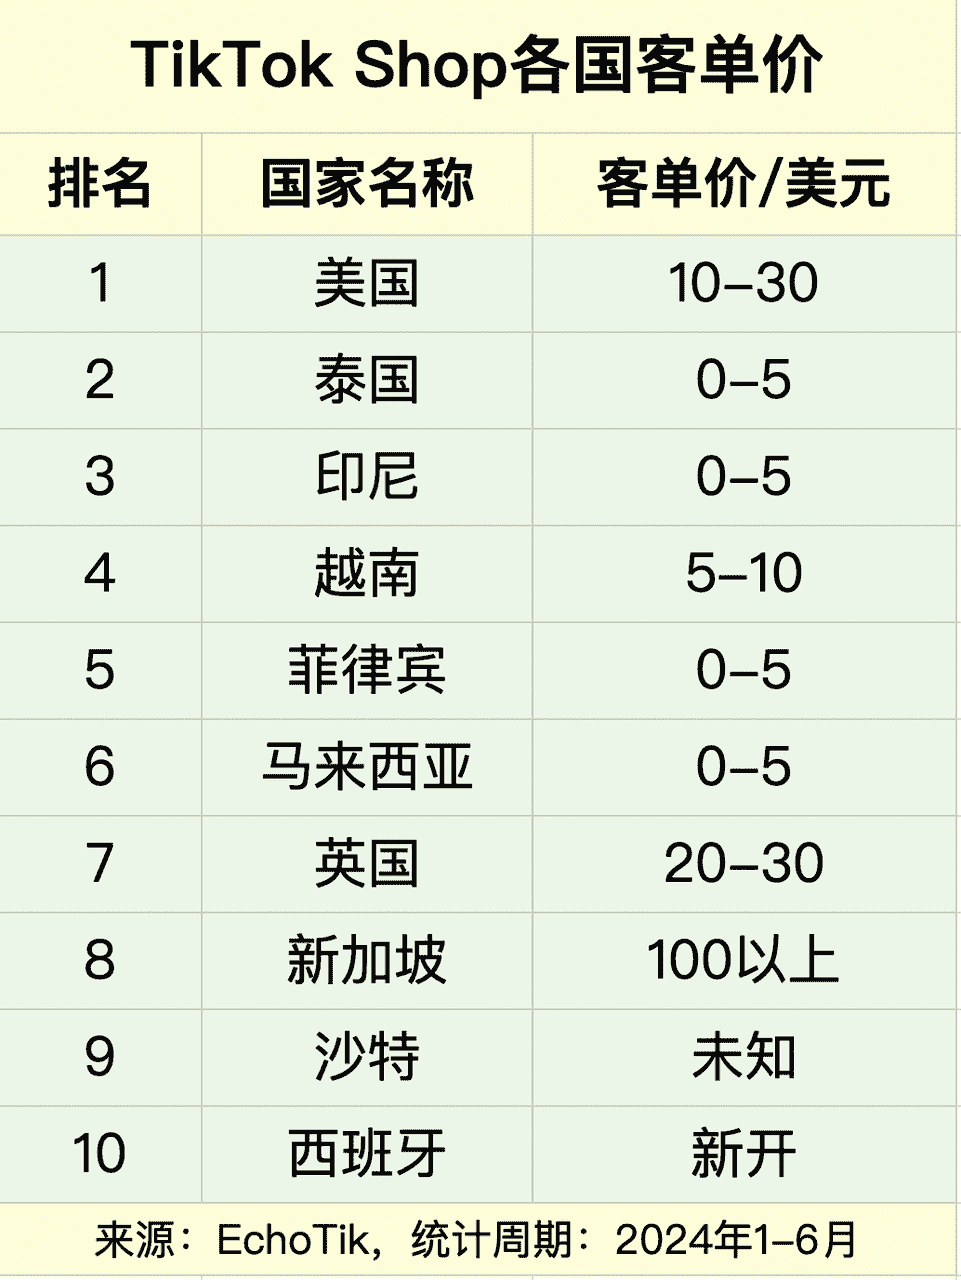 TikTok Shop各国客单价
排名 国家名称 客单价/美元
1 美国 10-30
2 泰国 0-5
3 印尼 0-5
4 越南 5-10
5 菲律宾 0-5
6 马来西亚 0-5
7 英国 20-30
8 新加坡 100以上
9 沙特 未知
10 西班牙 新开
来源：EchoTik，统计周期：2024年1-6月